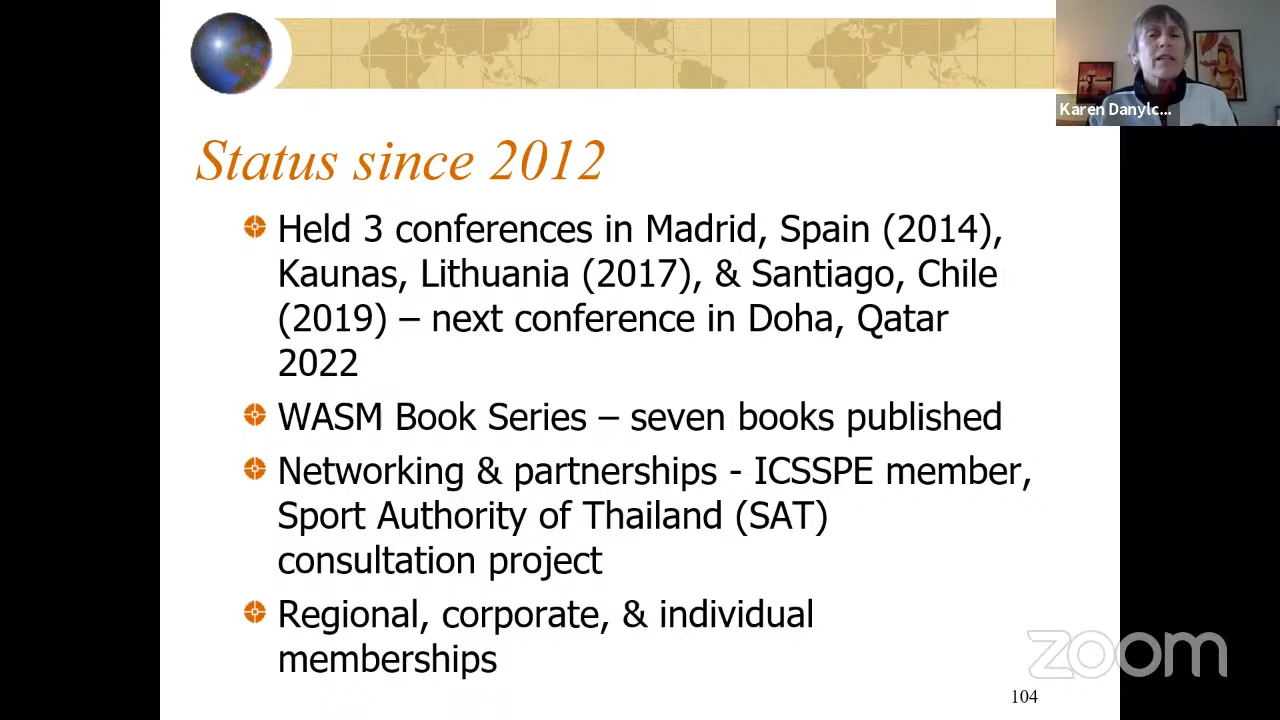 Karen Danylc...
Status since 2012
Held 3 conferences in Madrid, Spain (2014),
Kaunas, Lithuania (2017), & Santiago, Chile
(2019) – next conference in Doha, Qatar
2022
WASM Book Series – seven books published
Networking & partnerships - ICSSPE member,
Sport Authority of Thailand (SAT)
consultation project
Regional, corporate, & individual
memberships
zoom
104